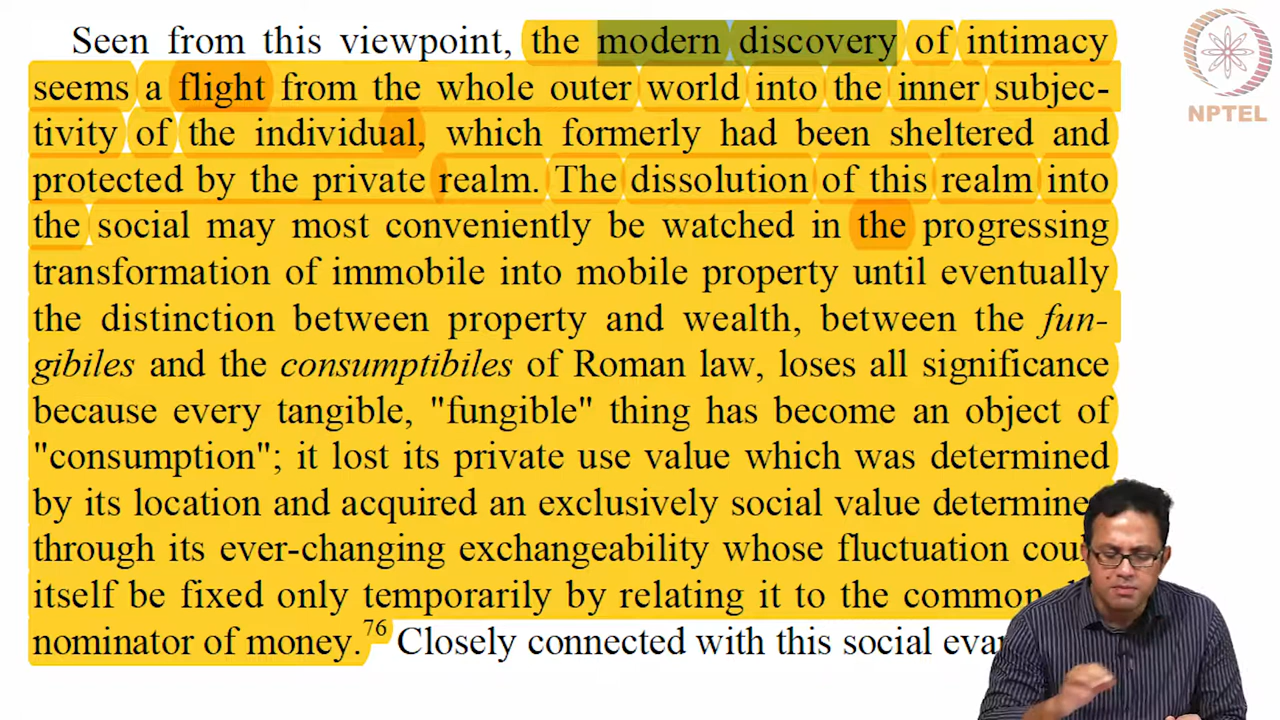 Seen from this viewpoint, the modern discovery of intimacy
seems a flight from the whole outer world into the inner subjec-
tivity of the individual, which formerly had been sheltered and
protected by the private realm. The dissolution of this realm into
the social may most conveniently be watched in the progressing
transformation of immobile into mobile property until eventually
the distinction between property and wealth, between the fun-
gibiles and the consumptibiles of Roman law, loses all significance
because every tangible, "fungible" thing has become an object of
"consumption"; it lost its private use value which was determined
by its location and acquired an exclusively social value determine
through its ever-changing exchangeability whose fluctuation cou
itself be fixed only temporarily by relating it to the common
nominator of money.76 Closely connected with this social eva
NPTEL